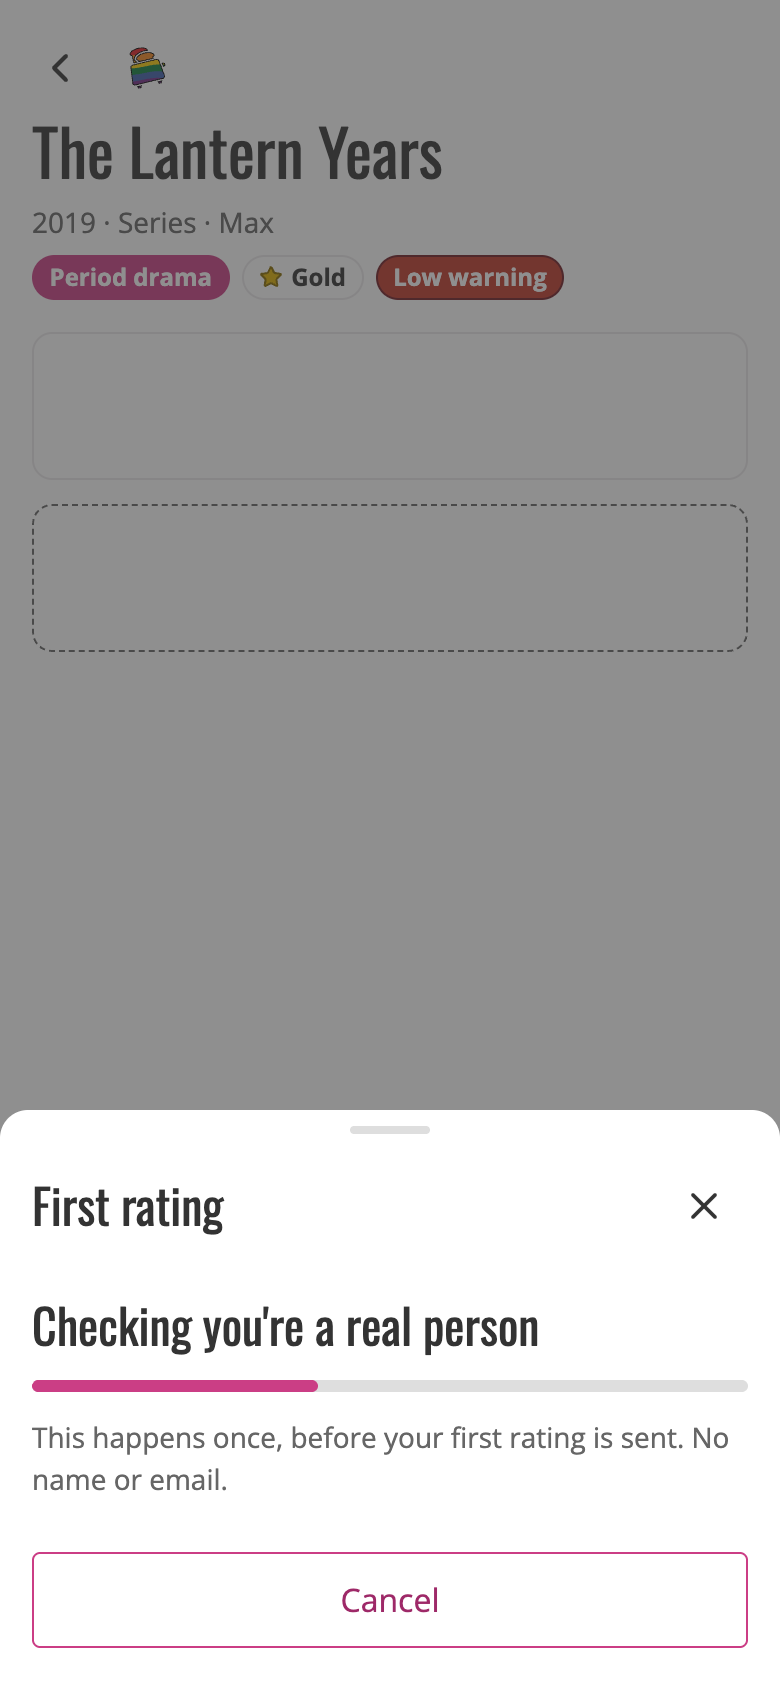 The Lantern Years
2019 · Series · Max
Period drama
Gold
Low warning
First rating
Checking you're a real person
This happens once, before your first rating is sent. No
name or email.
Cancel